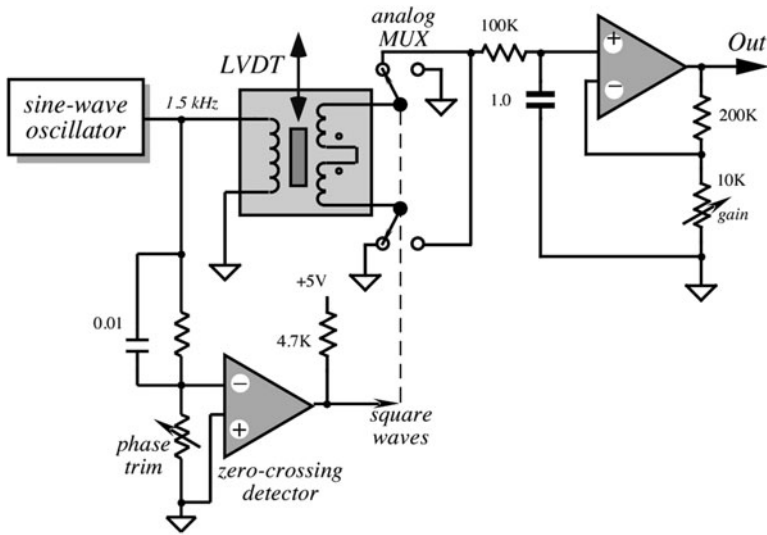 analog
MUX
LVDT
100K
Out
+
−
sine-wave
oscillator
1.5 kHz
1.0
200K
10K
gain
+5V
0.01
4.7K
−
+
square
waves
phase
trim
zero-crossing
detector